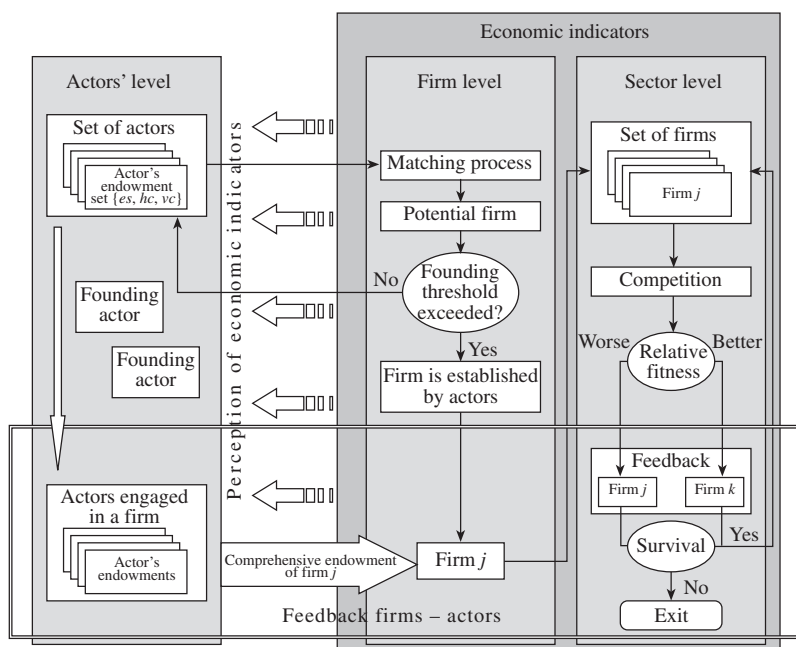 Economic indicators
Actors' level
Set of actors
Actor's
endowment
set {es, hc, vc}
Founding
actor
Founding
actor
Actors engaged
in a firm
Actor's
endowments
Perception of economic indicators
Firm level
Matching process
Potential firm
Founding
threshold
exceeded?
No
Yes
Firm is established
by actors
Comprehensive endowment
of firm j
Firm j
Feedback firms – actors
Sector level
Set of firms
Firm j
Competition
Worse
Better
Relative
fitness
Feedback
Firm j
Firm k
Survival
Yes
No
Exit